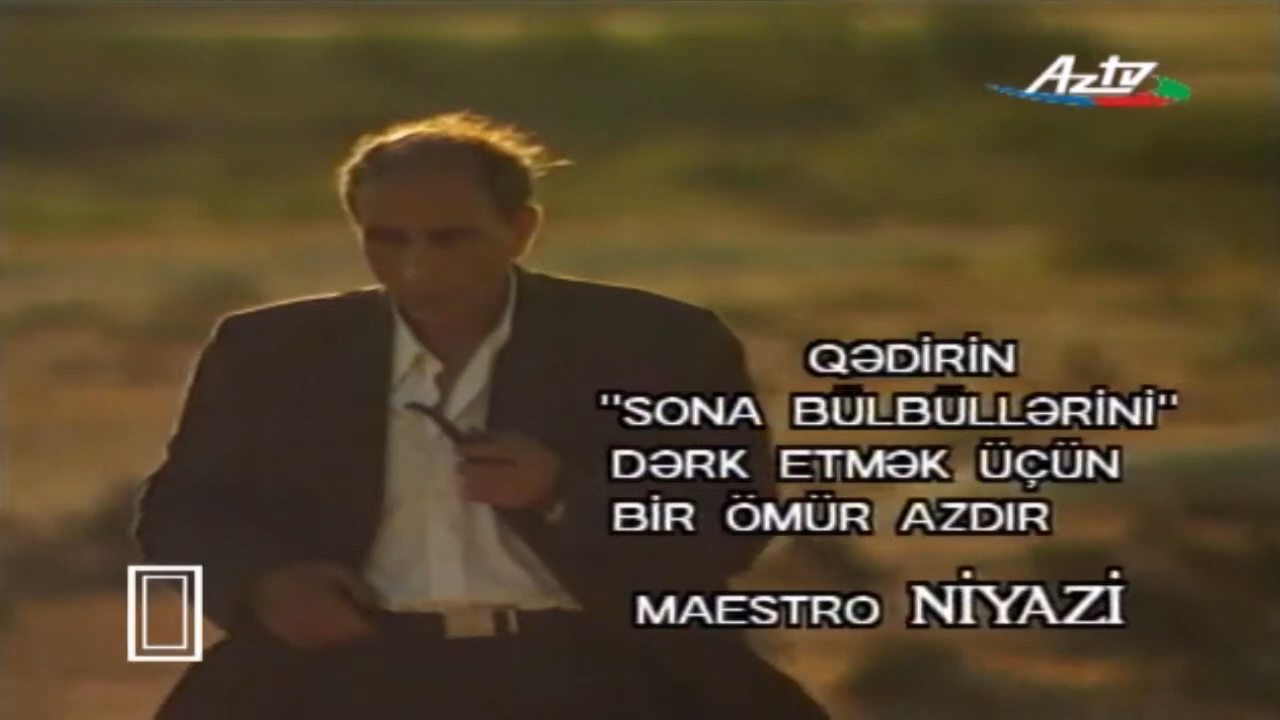 Aztv
QƏDİRİN
"SONA BÜLBÜLLƏRİNİ"
DƏRK ETMƏK ÜÇÜN
BİR ÖMÜR AZDIR
MAESTRO NİYAZİ